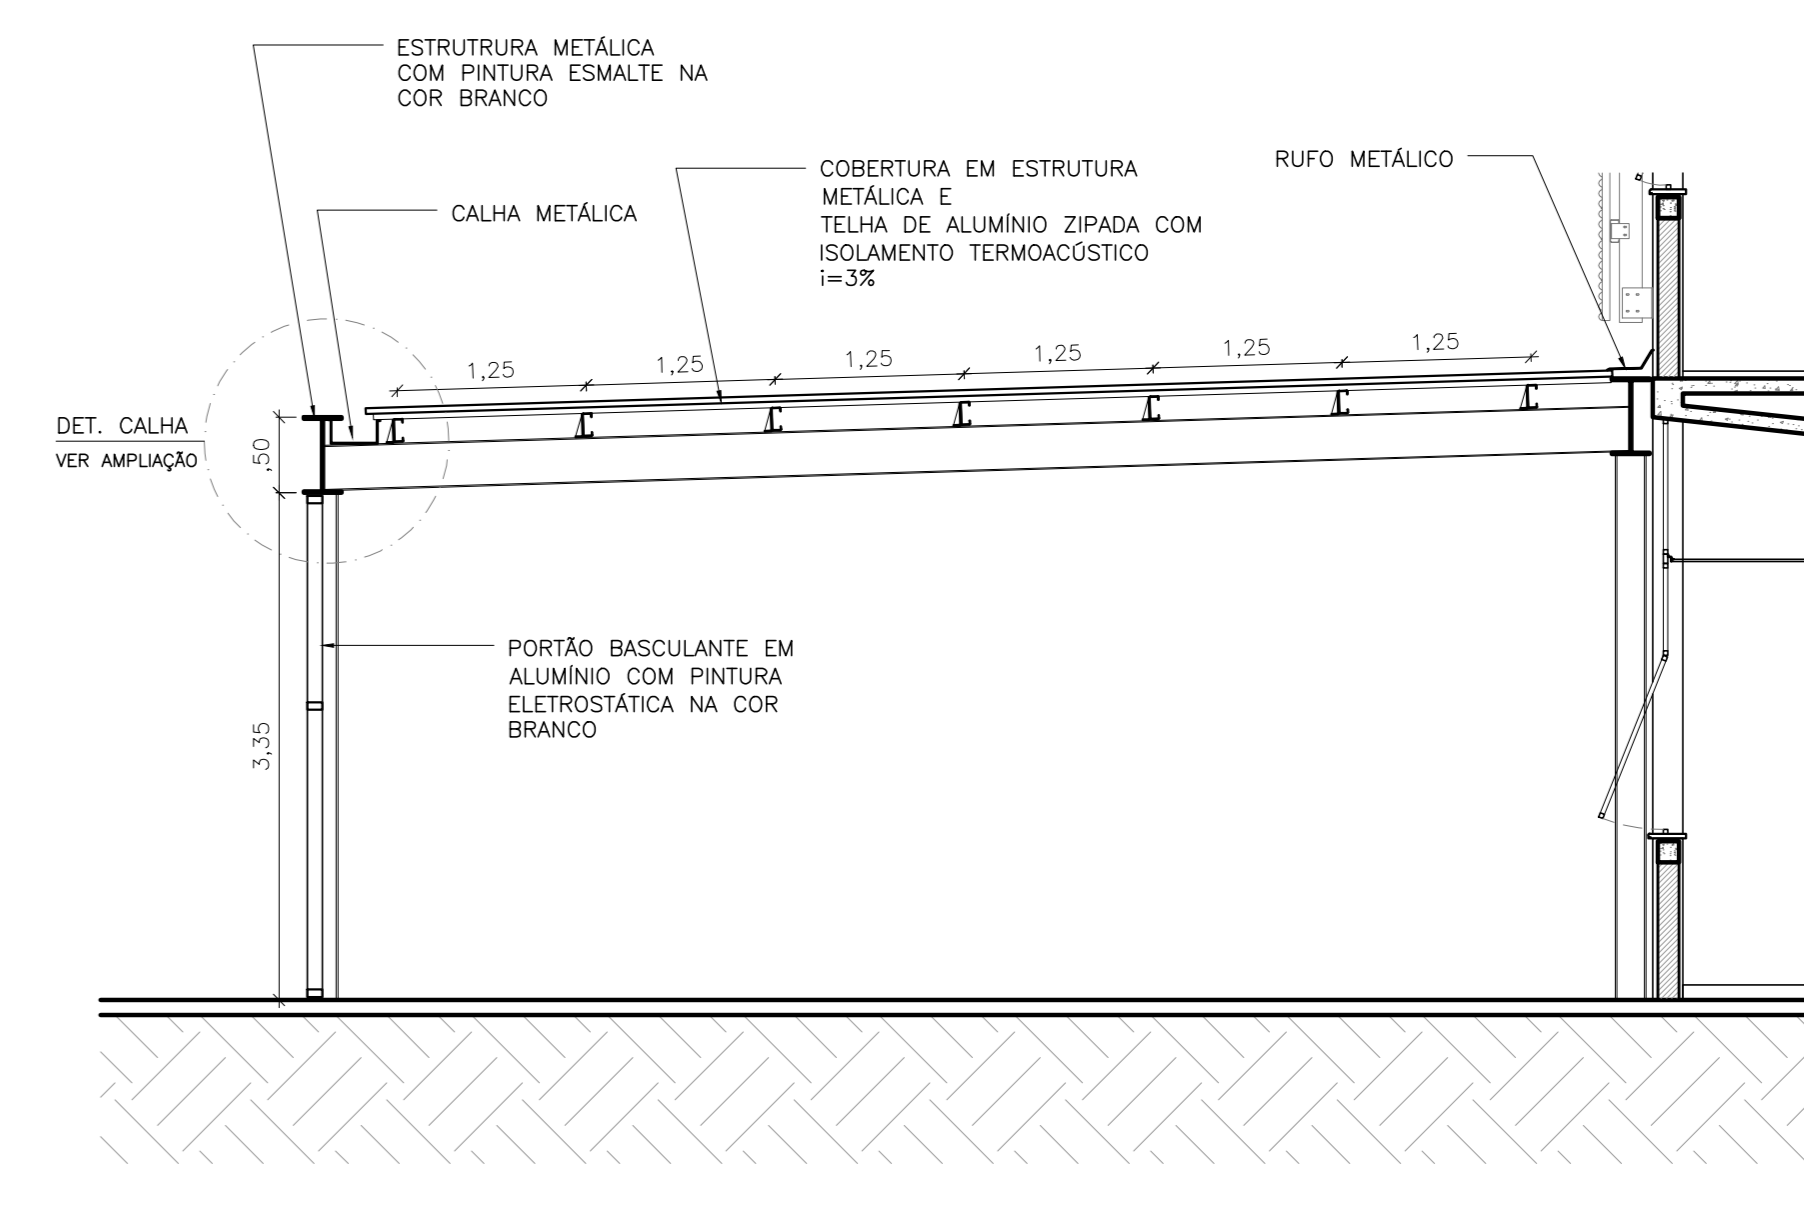 ESTRUTRURA METÁLICA
COM PINTURA ESMALTE NA
COR BRANCO
COBERTURA EM ESTRUTURA
METÁLICA E
TELHA DE ALUMÍNIO ZIPADA COM
ISOLAMENTO TERMOACÚSTICO
i=3%
RUFO METÁLICO
CALHA METÁLICA
1,25
1,25
1,25
1,25
1,25
1,25
DET. CALHA
VER AMPLIAÇÃO
,50
PORTÃO BASCULANTE EM
ALUMÍNIO COM PINTURA
ELETROSTÁTICA NA COR
BRANCO
3,35